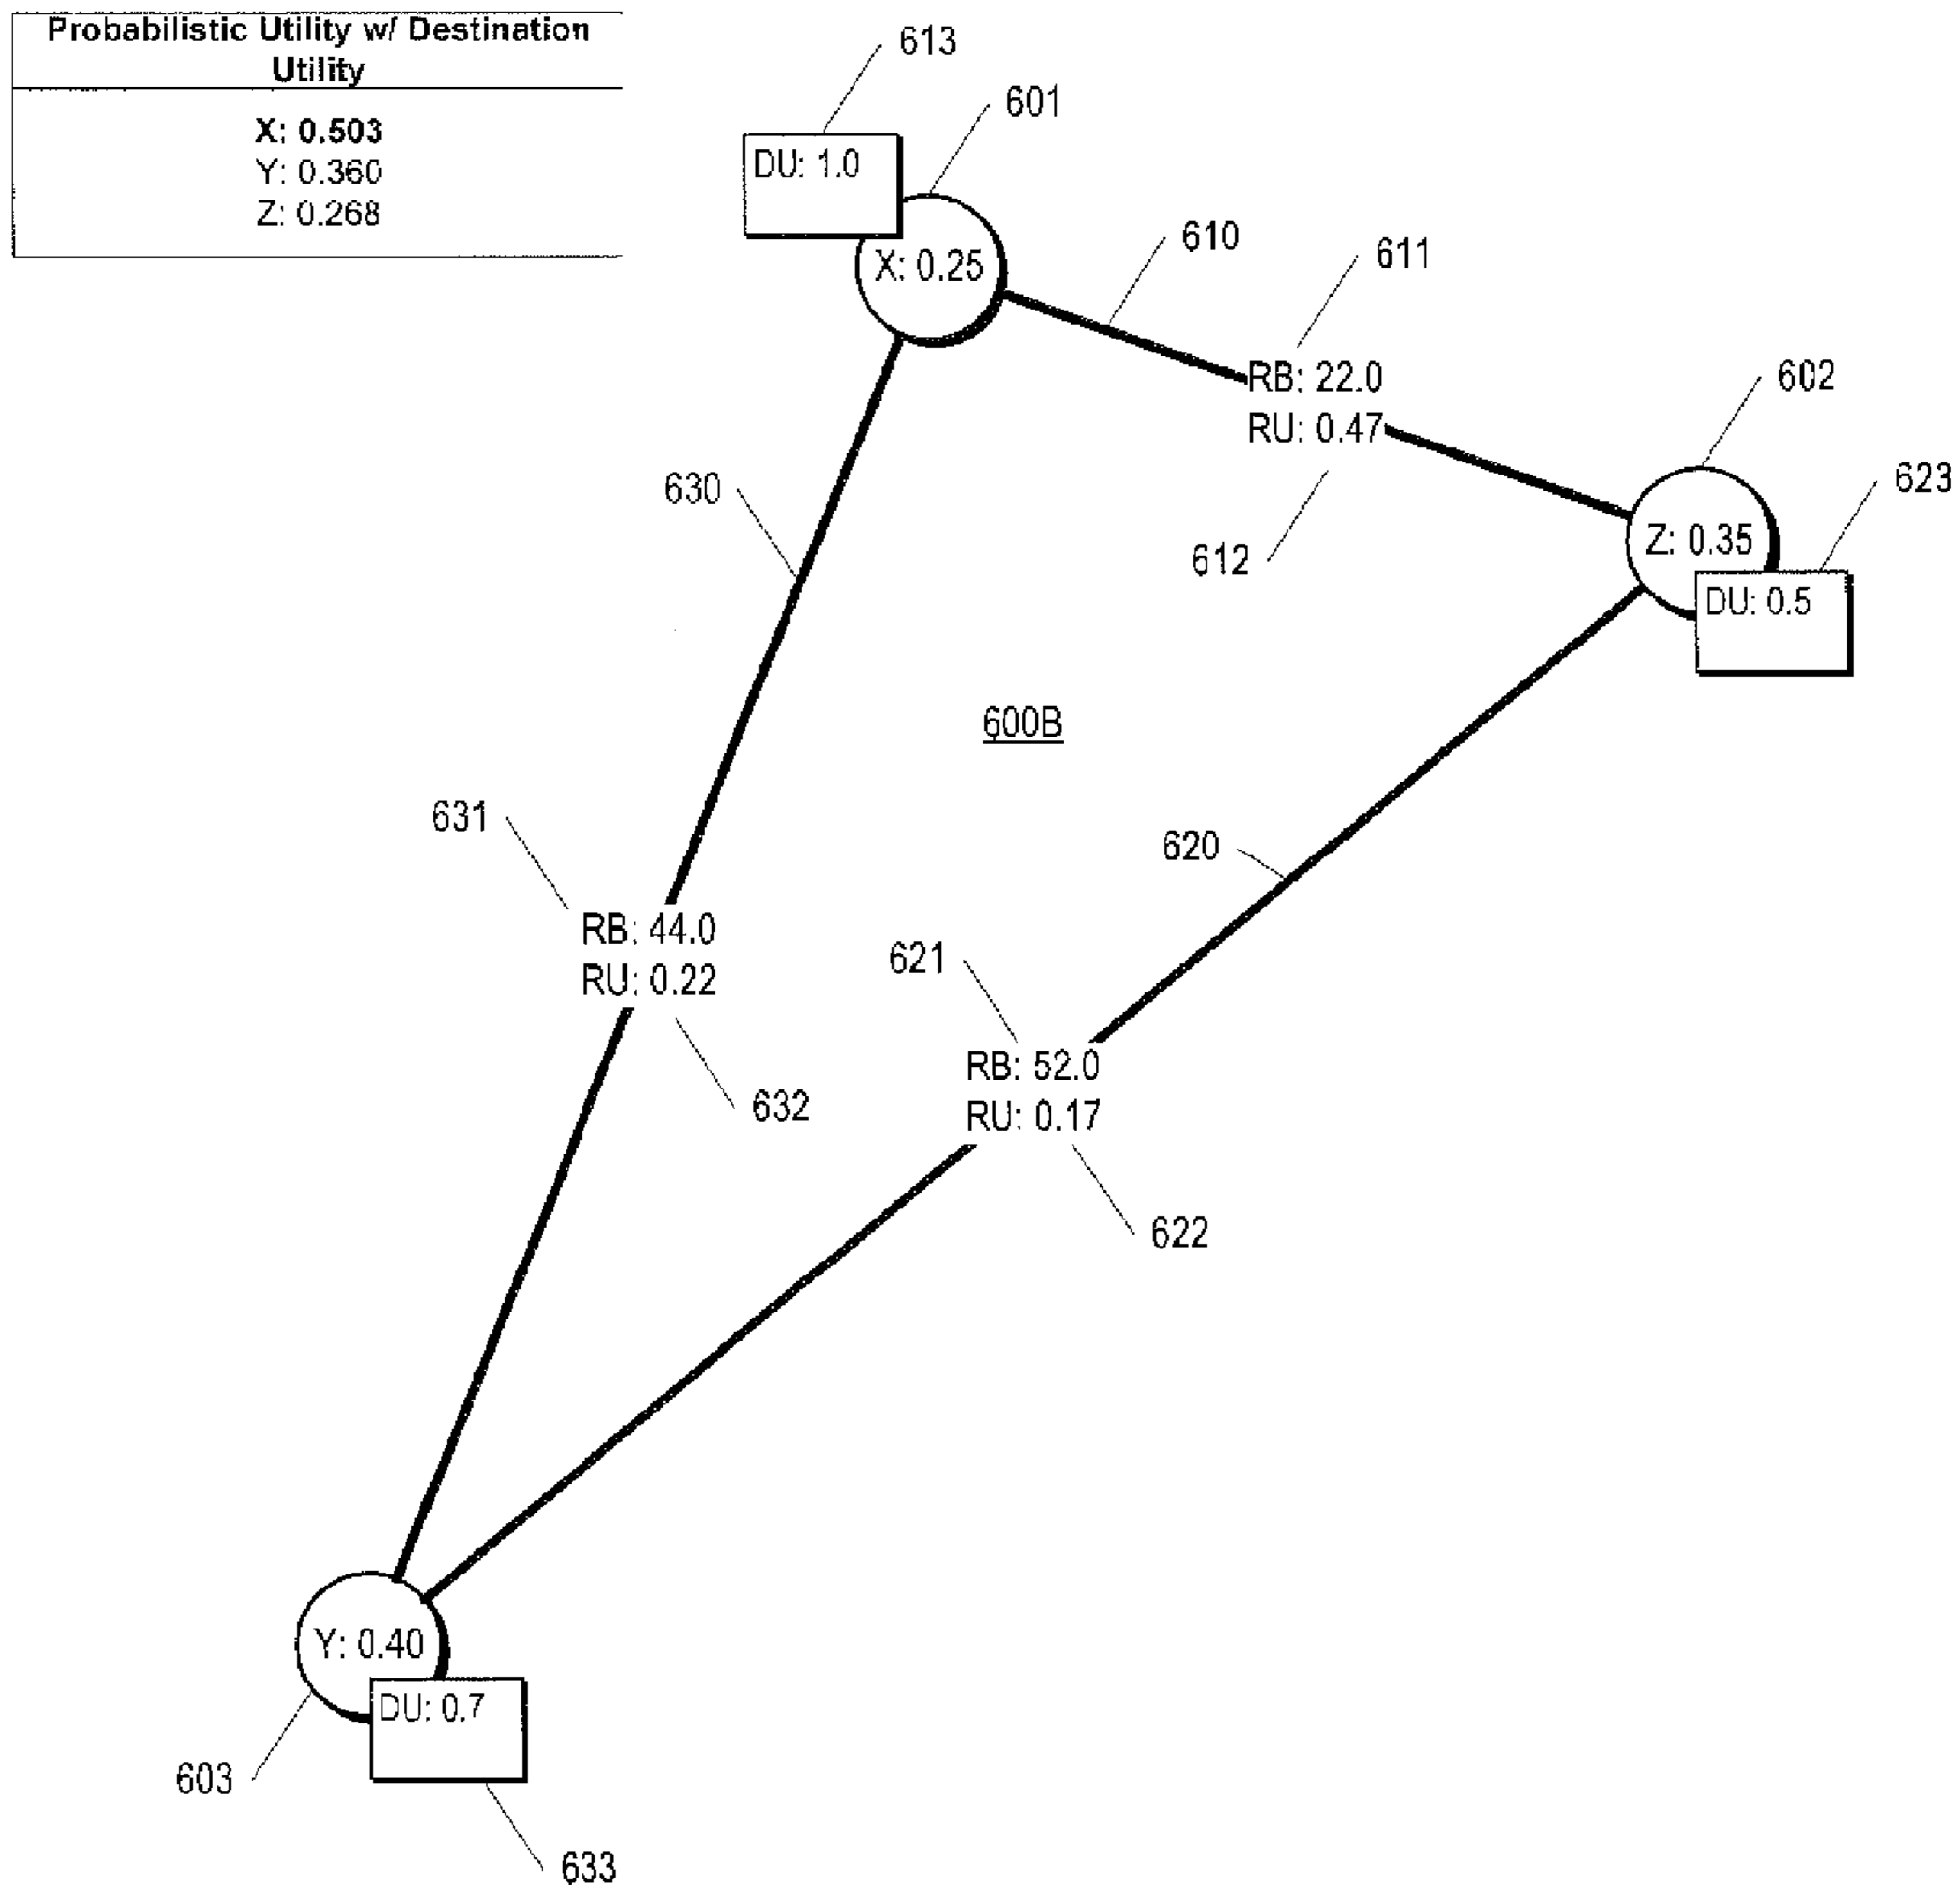 Probabilistic Utility w/ Destination
Utility
X: 0.503
Y: 0.360
Z: 0.268
613
601
DU: 1.0
X: 0.25
610
611
RB: 22.0
RU: 0.47
602
612
Z: 0.35
623
DU: 0.5
630
600B
631
620
RB: 44.0
RU: 0.22
621
RB: 52.0
RU: 0.17
632
622
Y: 0.40
DU: 0.7
603
633